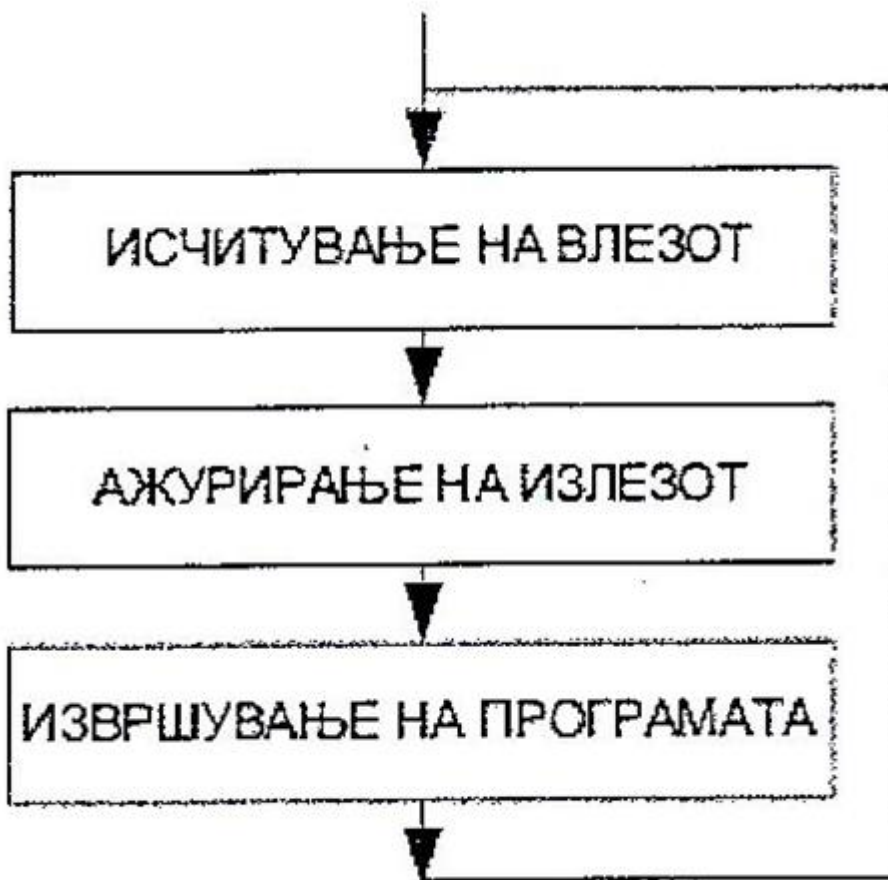 ИСЧИТУВАЊЕ НА ВЛЕЗОТ
АЖУРИРАЊЕ НА ИЗЛЕЗОТ
ИЗВРШУВАЊЕ НА ПРОГРАМАТА